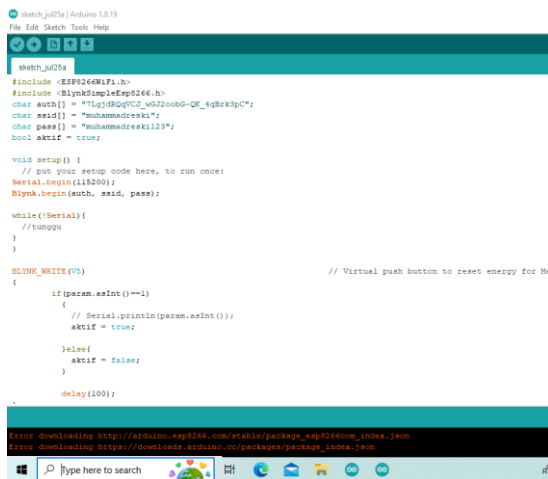 sketch_jul25a | Arduino 1.8.19
File Edit Sketch Tools Help
sketch_jul25a
#include <ESP8266WiFi.h>
#include <BlynkSimpleEsp8266.h>
char auth[] = "7LgjdRQqVCJ_wGJ2oobG-QK_4qBrk3pC";
char ssid[] = "muhammadreski";
char pass[] = "muhammadreski123";
bool aktif = true;
void setup() {
// put your setup code here, to run once:
Serial.begin(115200);
Blynk.begin(auth, ssid, pass);
while(!Serial){
//tunggu
}
}
BLYNK_WRITE(V5) // Virtual push button to reset energy for Me
{
if(param.asInt()==1)
{
// Serial.println(param.asInt());
aktif = true;
}else{
aktif = false;
}
delay(100);
Error downloading http://arduino.esp8266.com/stable/package_esp8266com_index.json
Error downloading https://downloads.arduino.cc/packages/package_index.json
Type here to search